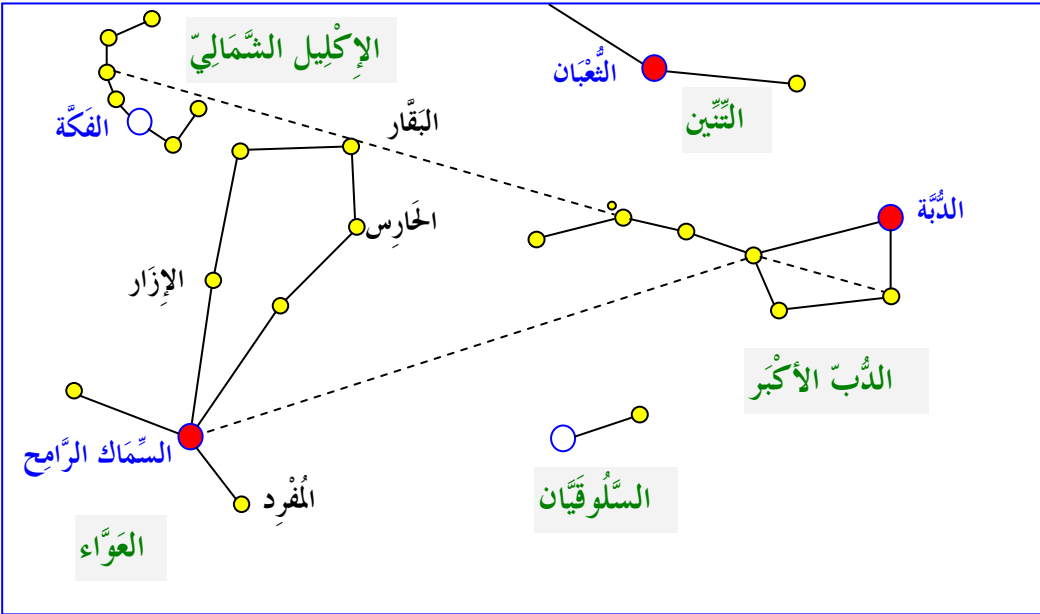 الإِكْلِيل الشَّمَالِيّ
الثُّعْبَان
التِّنِّين
الفَكَّة
البَقَّار
الحَارِس
الدُّبَّة
الإِزَار
الدُّبّ الأكْبَر
السِّمَاك الرَّامِح
المُفْرِد
السَّلُوقَيَّان
العَوَّاء